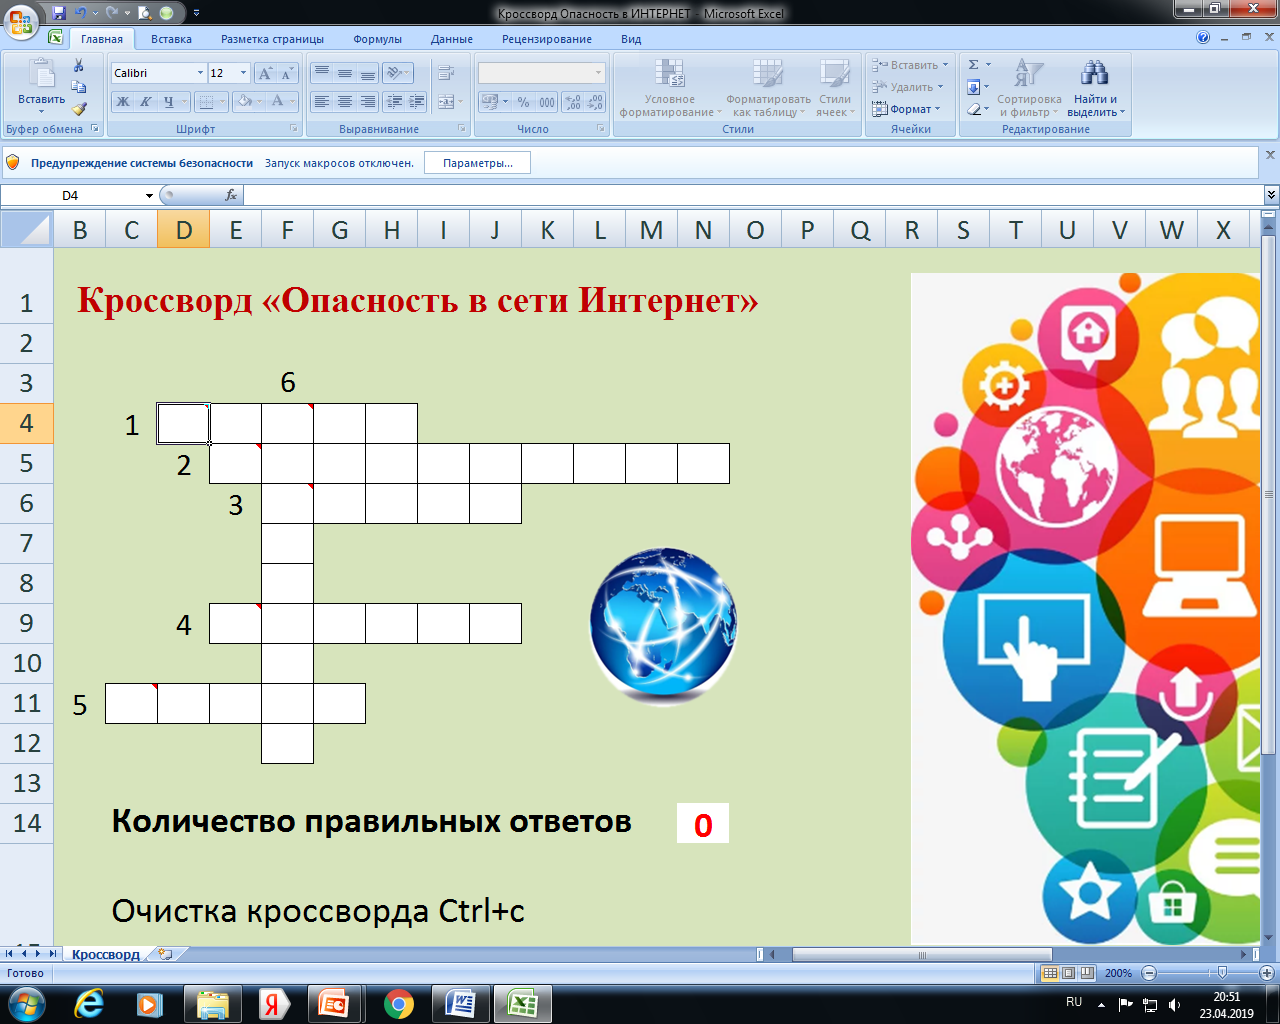 Кроссворд Опасность в ИНТЕРНЕТ - Microsoft Excel
Главная Вставка Разметка страницы Формулы Данные Рецензирование Вид
Вставить
Буфер обмена
Calibri 12
Ж К Ч
Шрифт
Выравнивание
% 000
Число
Условное форматирование
Форматировать как таблицу
Стили ячеек
Стили
Вставить
Удалить
Формат
Ячейки
Σ
Сортировка и фильтр
Найти и выделить
Редактирование
Предупреждение системы безопасности Запуск макросов отключен. Параметры...
D4 fx
B C D E F G H I J K L M N O P Q R S T U V W X
1 Кроссворд «Опасность в сети Интернет»
2
3 6
4 1
5 2
6 3
7
8
9 4
10
11 5
12
13
14 Количество правильных ответов 0
Очистка кроссворда Ctrl+c
Кроссворд
Готово 200%
RU 20:51
23.04.2019